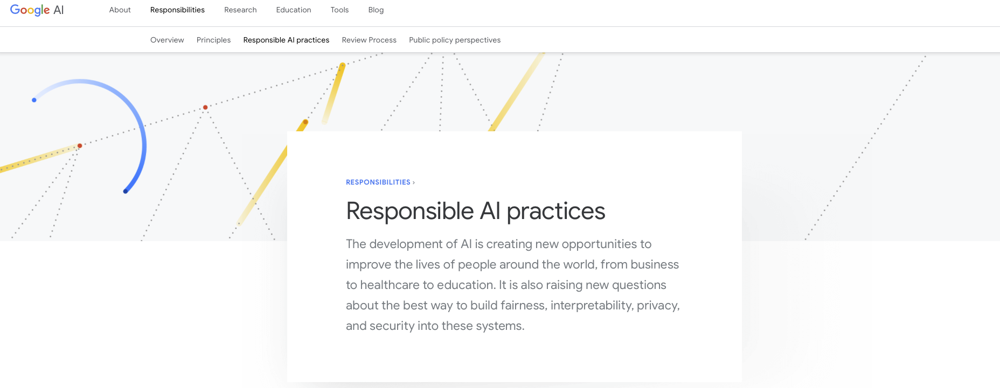 Google AI About Responsibilities Research Education Tools Blog
Overview Principles Responsible AI practices Review Process Public policy perspectives
RESPONSIBILITIES ›
Responsible AI practices
The development of AI is creating new opportunities to
improve the lives of people around the world, from business
to healthcare to education. It is also raising new questions
about the best way to build fairness, interpretability, privacy,
and security into these systems.